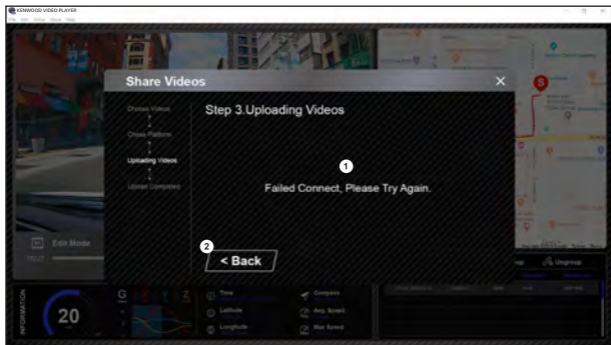 KENWOOD VIDEO PLAYER
Share Videos
Choose Videos
Chose Platform
Uploading Videos
Upload Completed
Step 3.Uploading Videos
1
Failed Connect, Please Try Again.
2
< Back
S
Edit Mode
Ungroup
INFORMATION
20
G
X
Y
Z
Time
Latitude
Longitude
Compass
Avg. Speed
Max Speed